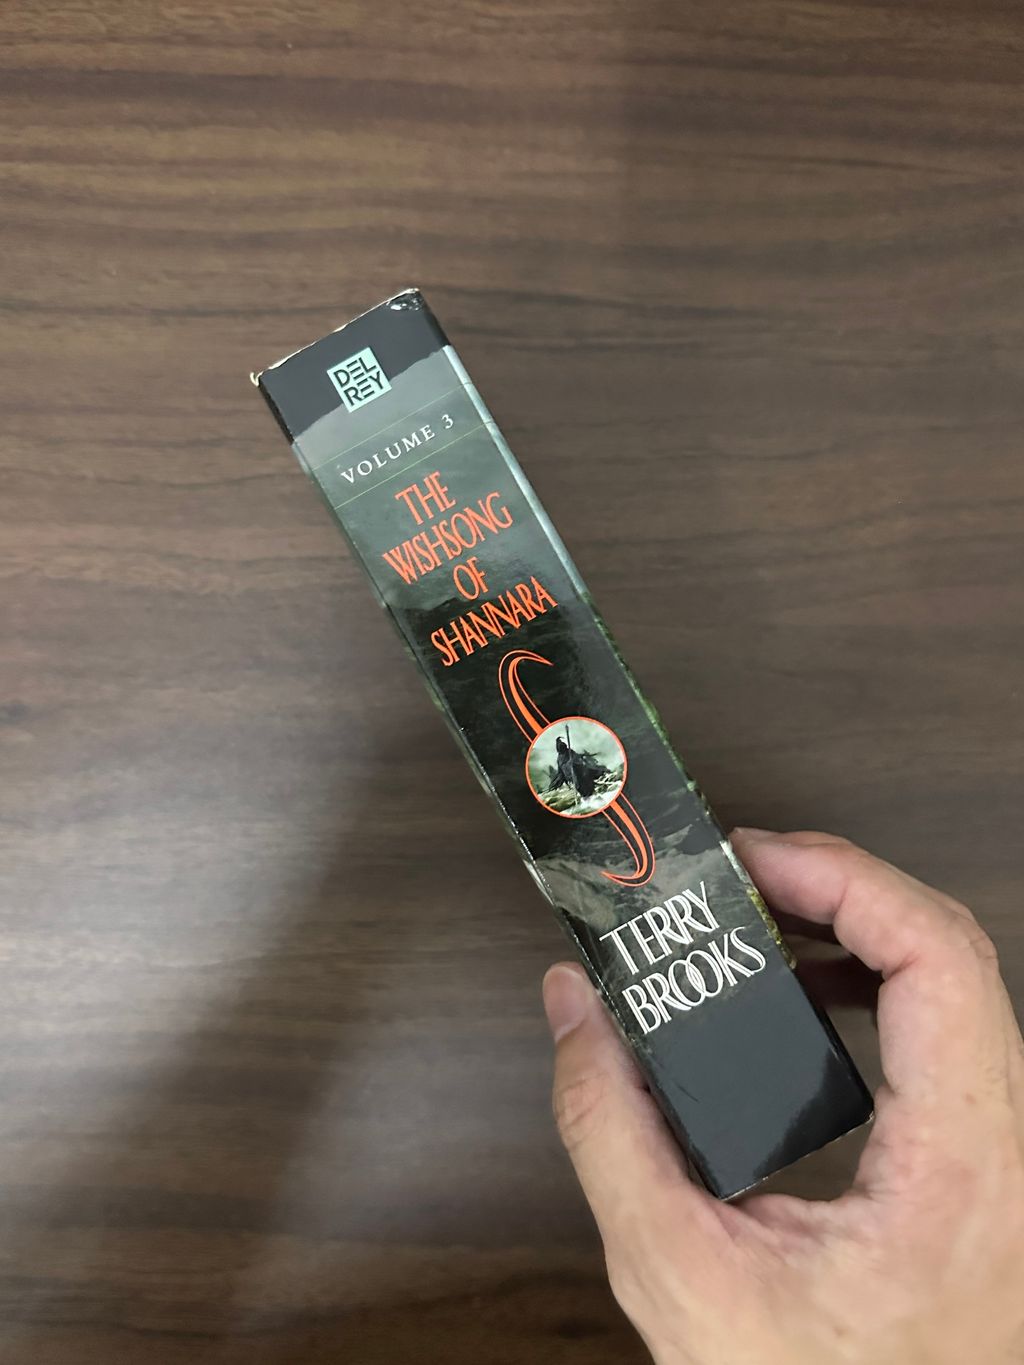 DEL
REY
VOLUME 3
THE
WISHSONG
OF
SHANNARA
TERRY
BROOKS